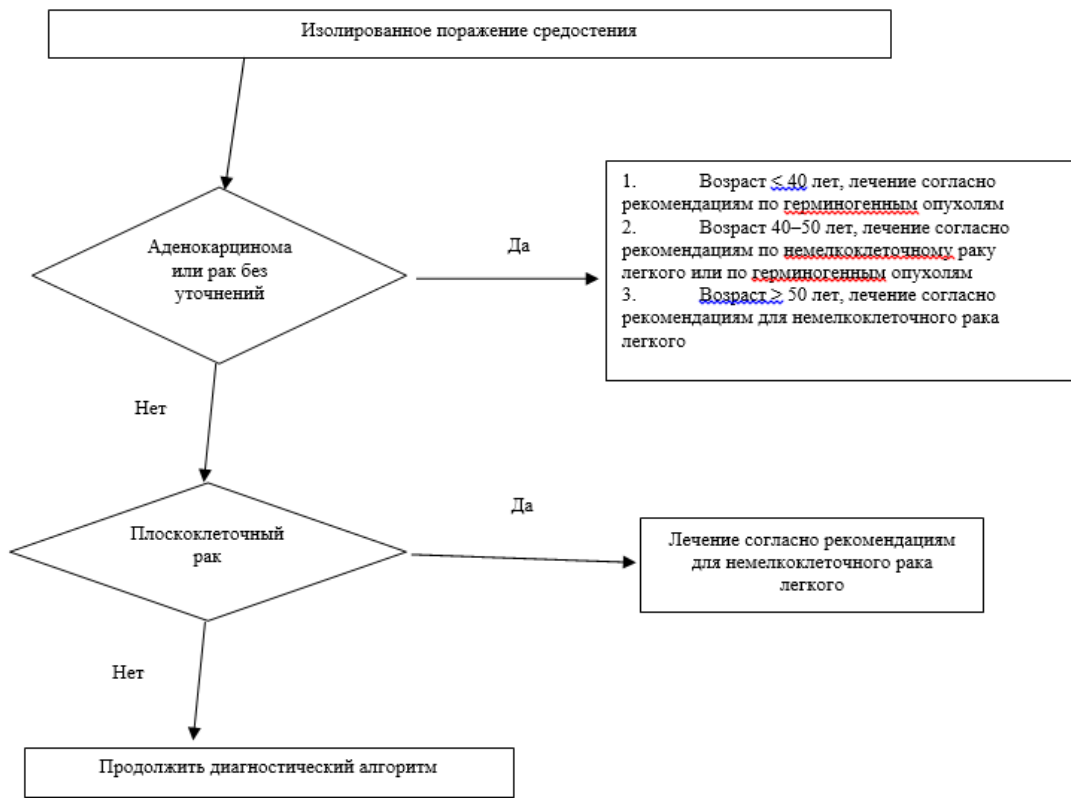 Изолированное поражение средостения
Аденокарцинома
или рак без
уточнений
Да
1. Возраст < 40 лет, лечение согласно
рекомендациям по герминогенным опухолям
2. Возраст 40–50 лет, лечение согласно
рекомендациям по немелкоклеточному раку
легкого или по герминогенным опухолям
3. Возраст ≥ 50 лет, лечение согласно
рекомендациям для немелкоклеточного рака
легкого
Нет
Плоскоклеточный
рак
Да
Лечение согласно рекомендациям
для немелкоклеточного рака
легкого
Нет
Продолжить диагностический алгоритм